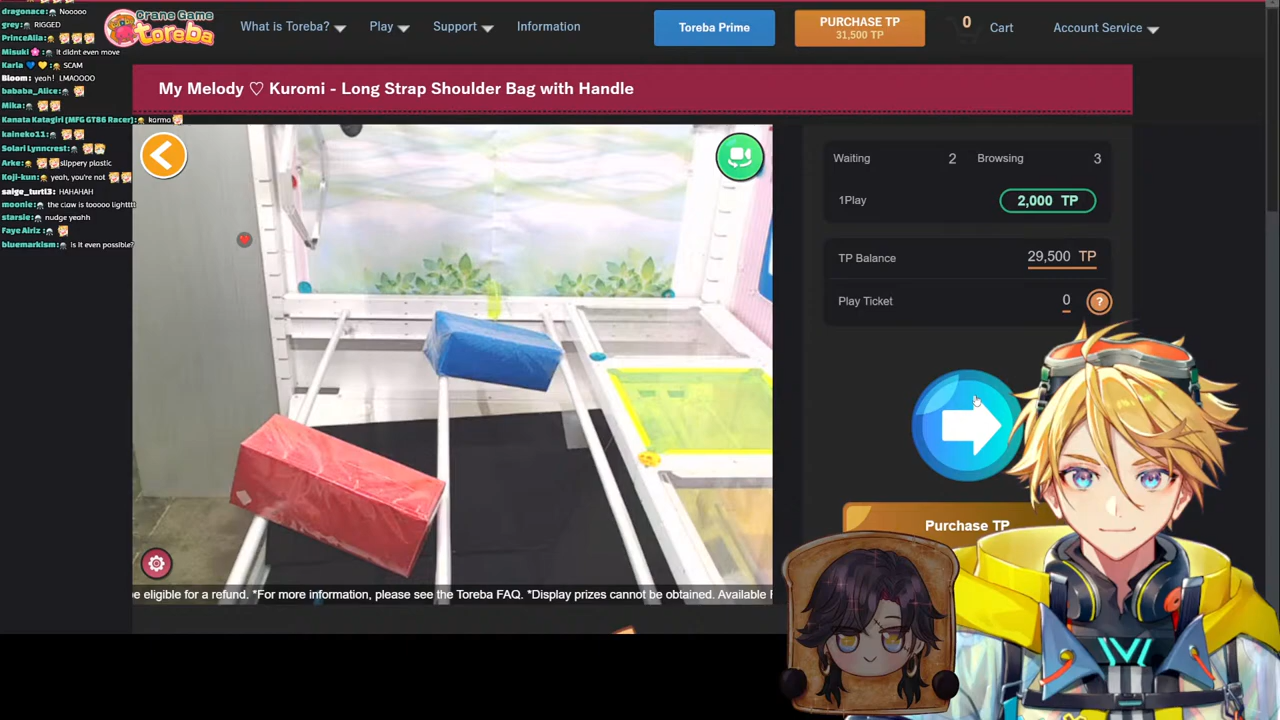 dragonace: Nooooo
grey: RIGGED
PrinceAlia:
Misuki: It didnt even move
Karla: SCAM
Bloom: yeah! LMAOOOO
bababa_Alice:
Mika:
Kanata Katagiri (MFG GT86 Racer): karma
kaineko11:
Solari Lynncrest:
Arke: slippery plastic
Koji-kun: yeah, you're not
saige_turtl3: HAHAHAH
moonie: the claw is tooooo lightttt
starsie: nudge yeahh
Faye Alriz:
bluemarkism: Is it even possible?
Crane Game
toreba
What is Toreba?
Play
Support
Information
Toreba Prime
PURCHASE TP
31,500 TP
0
Cart
Account Service
My Melody ♡ Kuromi - Long Strap Shoulder Bag with Handle
Waiting 2 Browsing 3
1Play 2,000 TP
TP Balance 29,500 TP
Play Ticket 0 ?
Purchase TP
e eligible for a refund. *For more information, please see the Toreba FAQ. *Display prizes cannot be obtained. Available